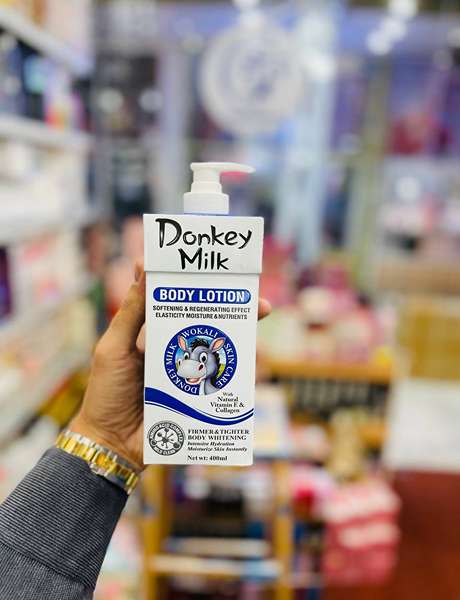 Donkey
Milk
BODY LOTION
SOFTENING & REGENERATING EFFECT
ELASTICITY MOISTURE & NUTRIENTS
WOKALI
DONKEY MILK SKIN CARE
With
Natural
Vitamin E &
Collagen
FIRMER & TIGHTER
BODY WHITENING
Intensive Hydration
Moisturize Skin Instantly
Net wt: 400ml